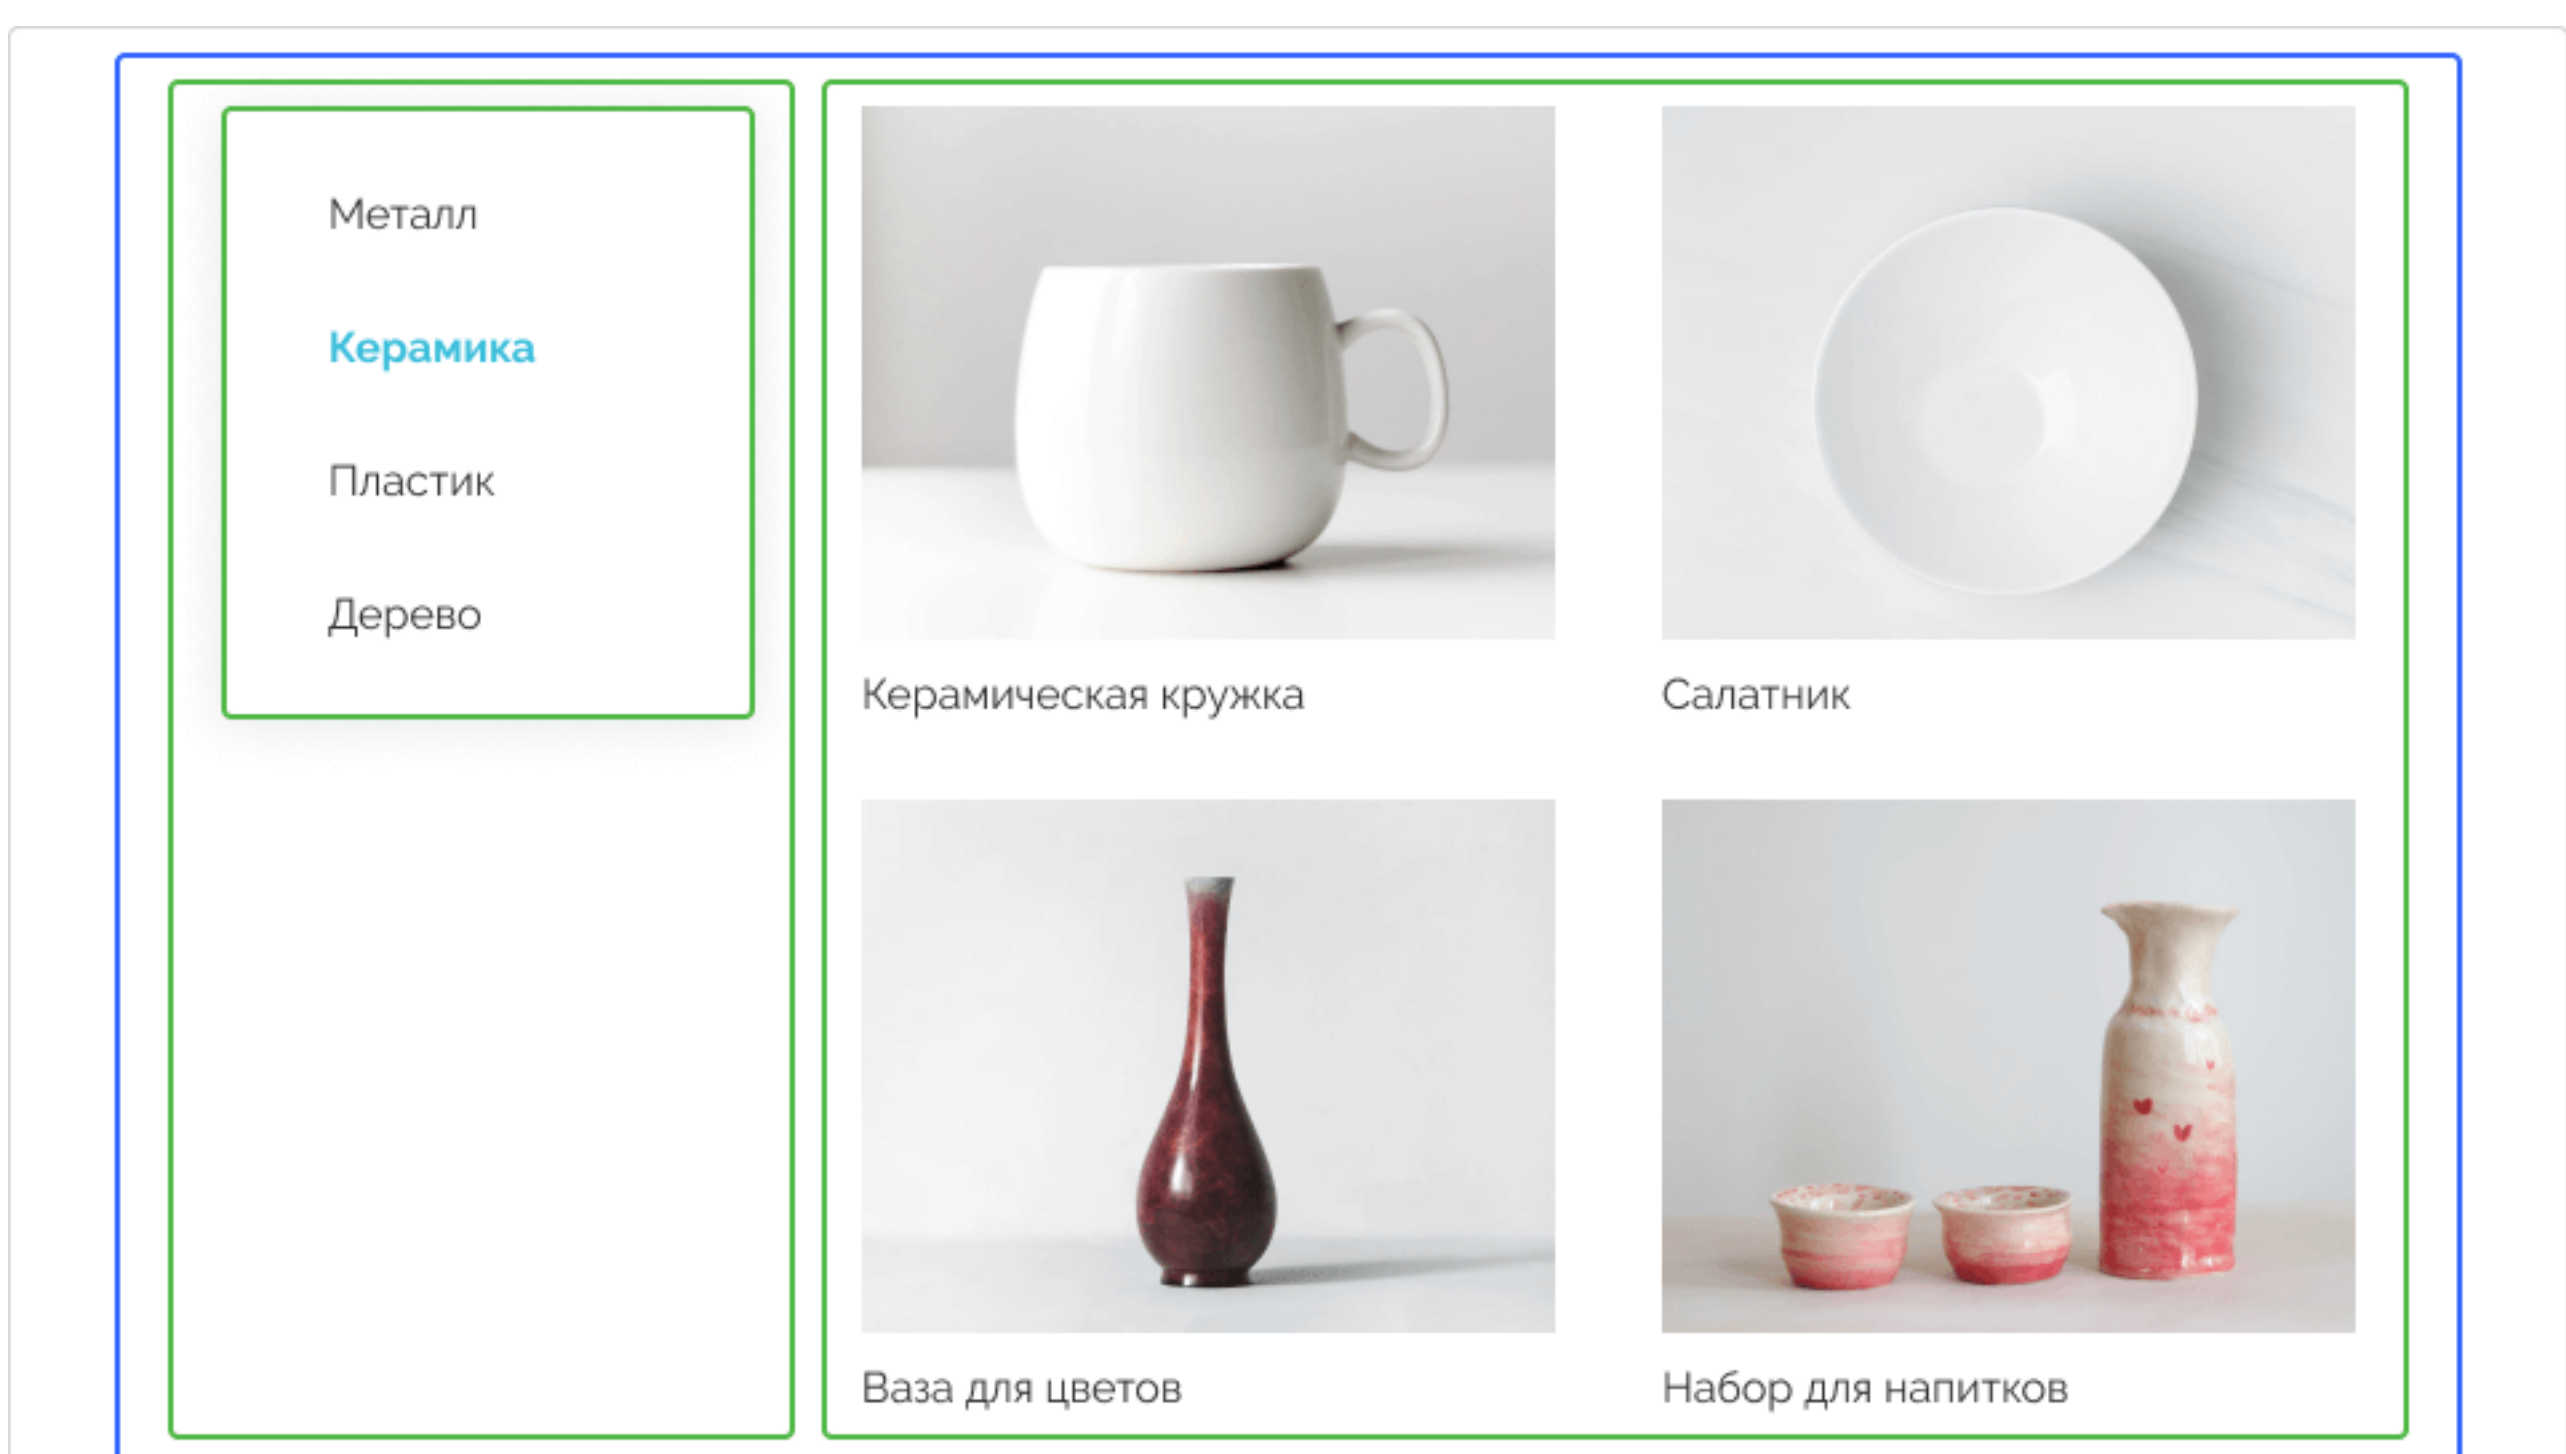 Металл
Керамика
Пластик
Дерево
Керамическая кружка
Салатник
Ваза для цветов
Набор для напитков